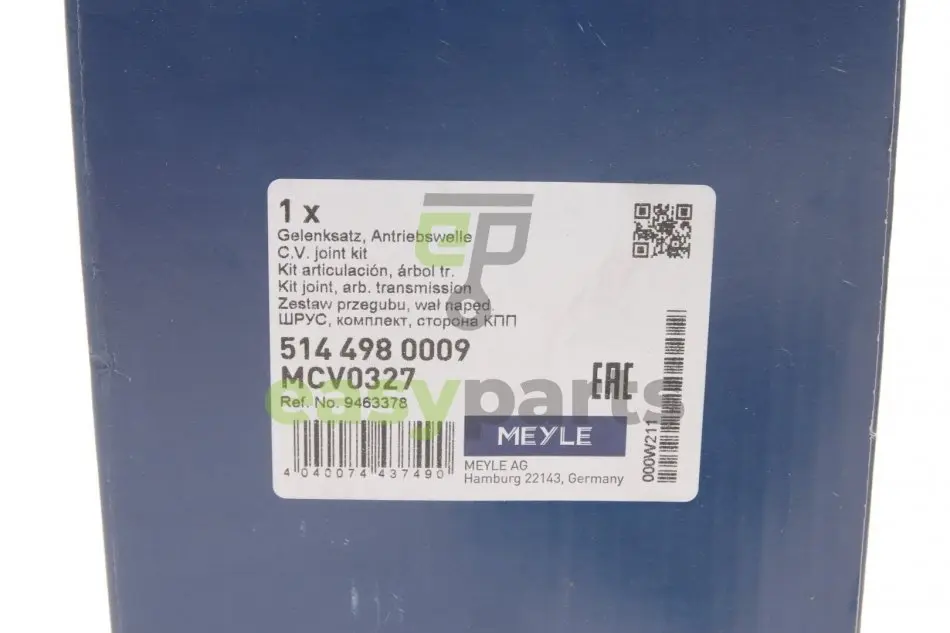 1 x
Gelenksatz, Antriebswelle
C.V. joint kit
Kit articulación, árbol tr.
Kit joint, arb. transmission
Zestaw przegubu, wał napęd.
ШРУС, комплект, сторона КПП
514 498 0009
MCV0327
Ref. No. 9463378
4 040074 437490
EAC
MEYLE
MEYLE AG
Hamburg 22143, Germany
000W211
ep
easyparts